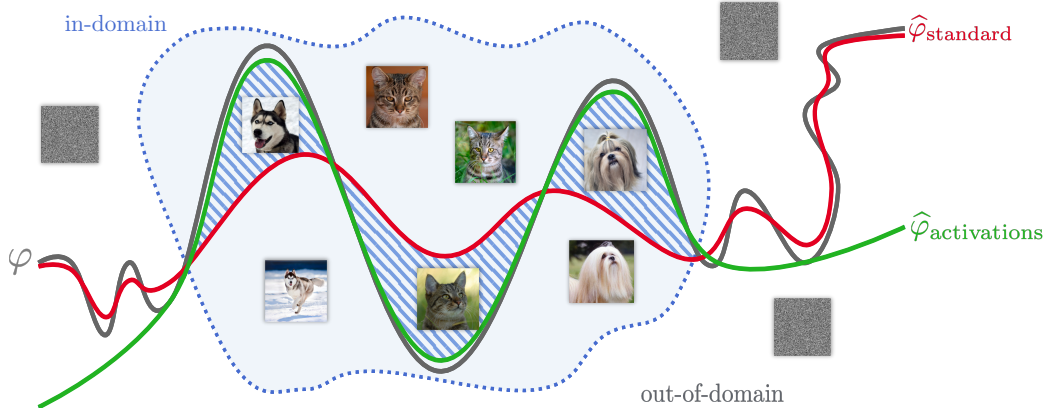 in-domain
φ̂standard
φ
φ̂activations
out-of-domain